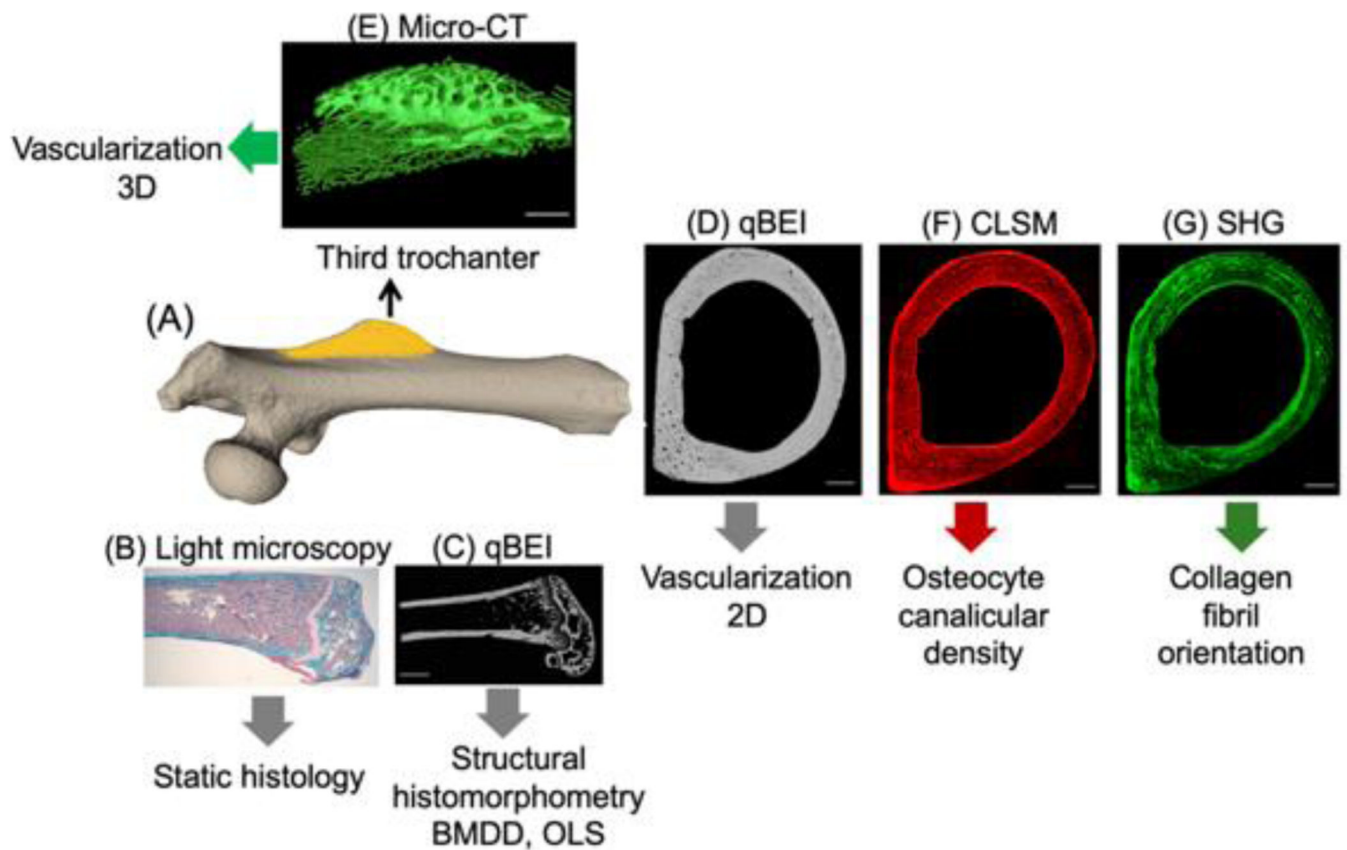 (E) Micro-CT
Vascularization
3D
Third trochanter
(A)
(D) qBEI
(F) CLSM
(G) SHG
Vascularization
2D
Osteocyte
canalicular
density
Collagen
fibril
orientation
(B) Light microscopy
(C) qBEI
Static histology
Structural
histomorphometry
BMDD, OLS